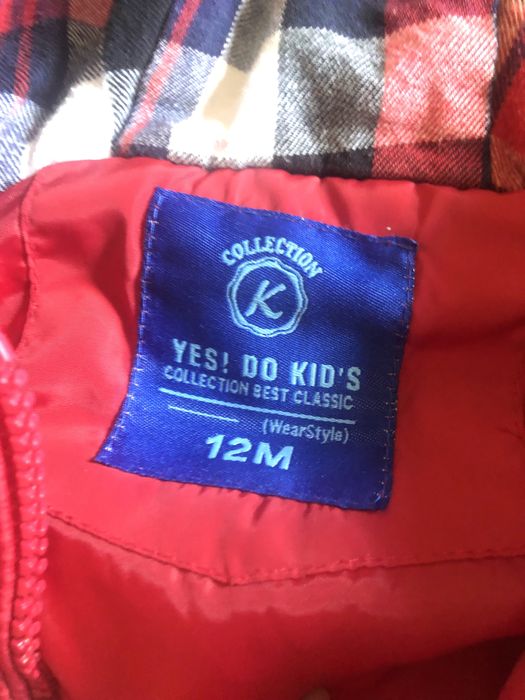 COLLECTION
K
YES! DO KID'S
COLLECTION BEST CLASSIC
(WearStyle)
12M